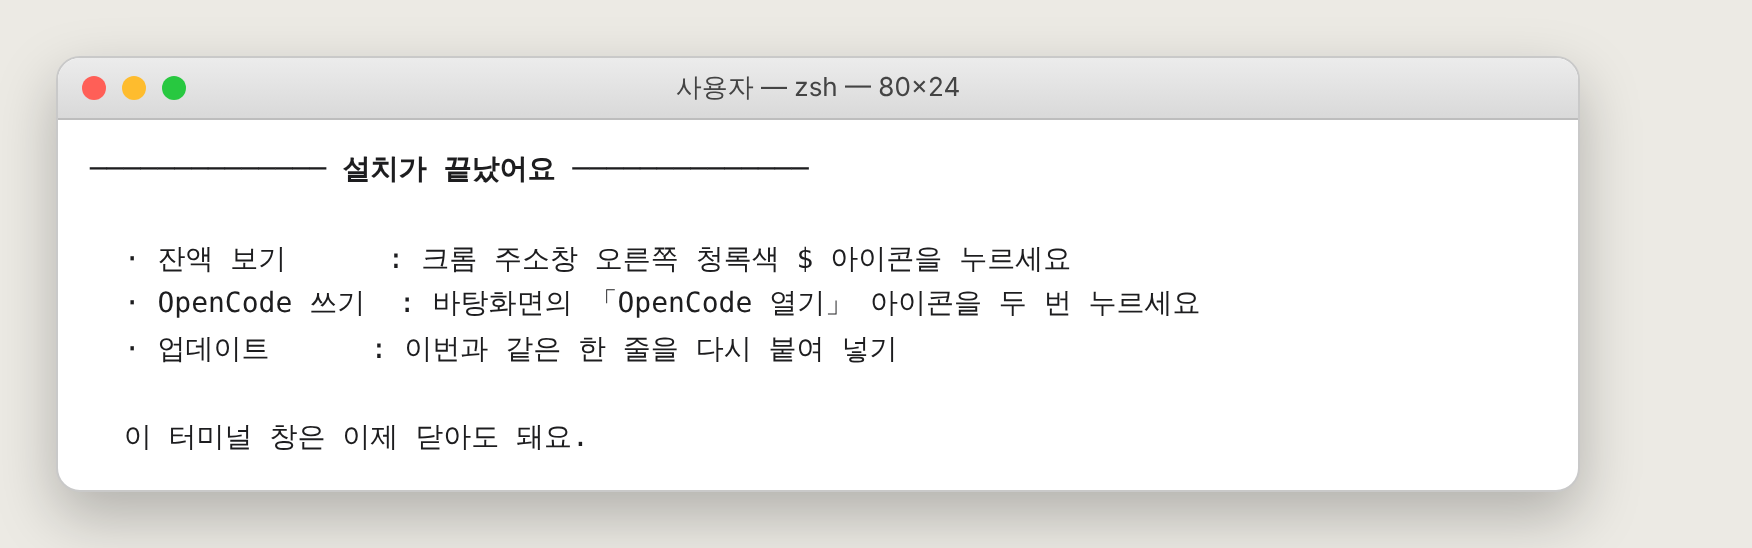 사용자 — zsh — 80×24
────────────── 설치가 끝났어요 ──────────────
· 잔액 보기      : 크롬 주소창 오른쪽 청록색 $ 아이콘을 누르세요
· OpenCode 쓰기  : 바탕화면의 「OpenCode 열기」 아이콘을 두 번 누르세요
· 업데이트      : 이번과 같은 한 줄을 다시 붙여 넣기
이 터미널 창은 이제 닫아도 돼요.